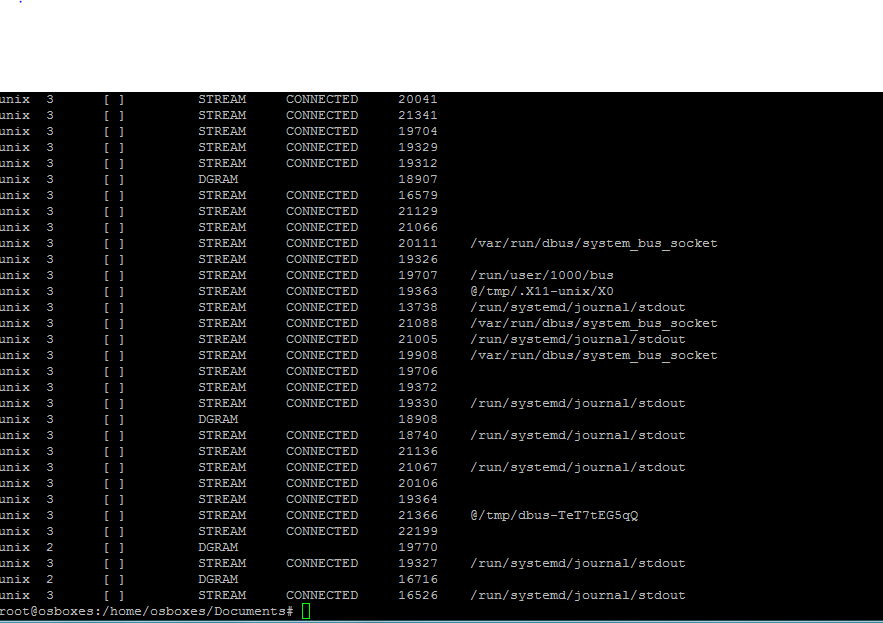 unix 3 [ ] STREAM CONNECTED 20041
unix 3 [ ] STREAM CONNECTED 21341
unix 3 [ ] STREAM CONNECTED 19704
unix 3 [ ] STREAM CONNECTED 19329
unix 3 [ ] STREAM CONNECTED 19312
unix 3 [ ] DGRAM 18907
unix 3 [ ] STREAM CONNECTED 16579
unix 3 [ ] STREAM CONNECTED 21129
unix 3 [ ] STREAM CONNECTED 21066
unix 3 [ ] STREAM CONNECTED 20111 /var/run/dbus/system_bus_socket
unix 3 [ ] STREAM CONNECTED 19326
unix 3 [ ] STREAM CONNECTED 19707 /run/user/1000/bus
unix 3 [ ] STREAM CONNECTED 19363 @/tmp/.X11-unix/X0
unix 3 [ ] STREAM CONNECTED 13738 /run/systemd/journal/stdout
unix 3 [ ] STREAM CONNECTED 21088 /var/run/dbus/system_bus_socket
unix 3 [ ] STREAM CONNECTED 21005 /run/systemd/journal/stdout
unix 3 [ ] STREAM CONNECTED 19908 /var/run/dbus/system_bus_socket
unix 3 [ ] STREAM CONNECTED 19706
unix 3 [ ] STREAM CONNECTED 19372
unix 3 [ ] STREAM CONNECTED 19330 /run/systemd/journal/stdout
unix 3 [ ] DGRAM 18908
unix 3 [ ] STREAM CONNECTED 18740 /run/systemd/journal/stdout
unix 3 [ ] STREAM CONNECTED 21136
unix 3 [ ] STREAM CONNECTED 21067 /run/systemd/journal/stdout
unix 3 [ ] STREAM CONNECTED 20106
unix 3 [ ] STREAM CONNECTED 19364
unix 3 [ ] STREAM CONNECTED 21366 @/tmp/dbus-TeT7tEG5qQ
unix 3 [ ] STREAM CONNECTED 22199
unix 2 [ ] DGRAM 19770
unix 3 [ ] STREAM CONNECTED 19327 /run/systemd/journal/stdout
unix 2 [ ] DGRAM 16716
unix 3 [ ] STREAM CONNECTED 16526 /run/systemd/journal/stdout
root@osboxes:/home/osboxes/Documents#